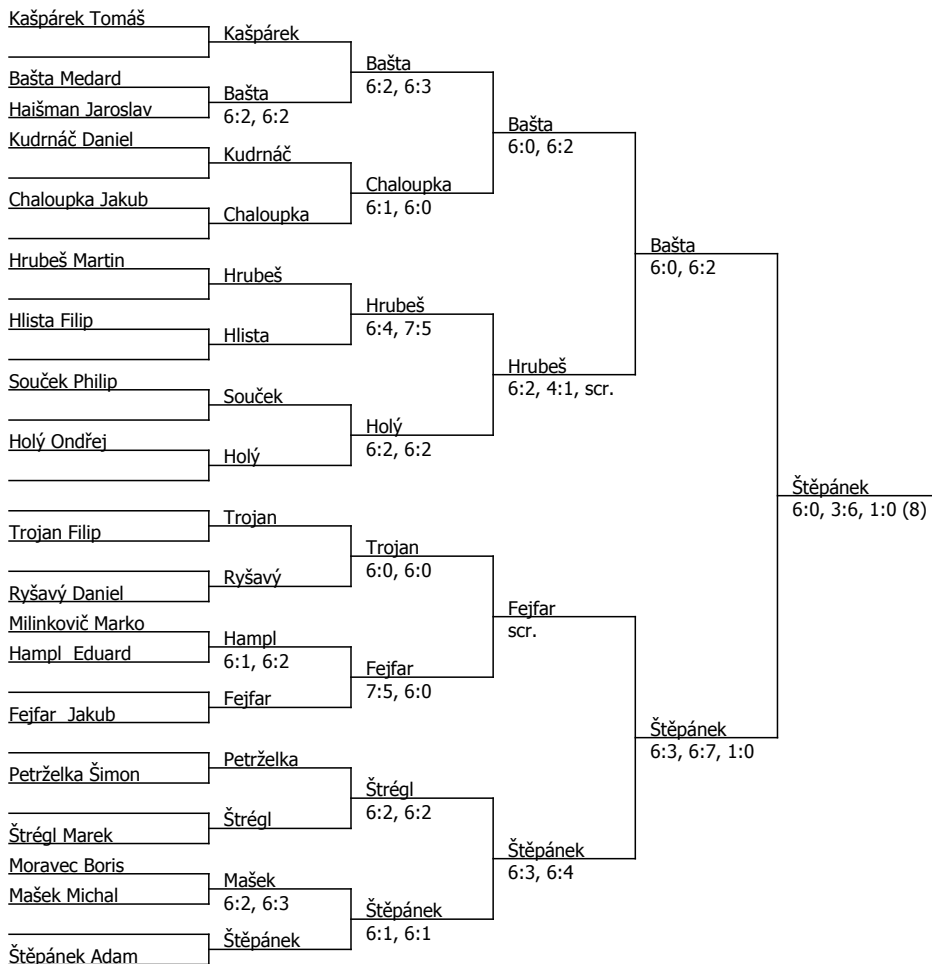 Kašpárek Tomáš
Kašpárek
Bašta
6:2, 6:3
Bašta Medard
Bašta
Haišman Jaroslav
6:2, 6:2
Bašta
6:0, 6:2
Kudrnáč Daniel
Kudrnáč
Chaloupka
6:1, 6:0
Chaloupka Jakub
Chaloupka
Bašta
6:0, 6:2
Hrubeš Martin
Hrubeš
Hrubeš
6:4, 7:5
Hlista Filip
Hlista
Hrubeš
6:2, 4:1, scr.
Souček Philip
Souček
Holý
6:2, 6:2
Holý Ondřej
Holý
Štěpánek
6:0, 3:6, 1:0 (8)
Trojan
Trojan Filip
Trojan
6:0, 6:0
Ryšavý
Ryšavý Daniel
Fejfar
scr.
Milinkovič Marko
Hampl
Hampl Eduard
6:1, 6:2
Fejfar
7:5, 6:0
Fejfar
Fejfar Jakub
Štěpánek
6:3, 6:7, 1:0
Petrželka
Petrželka Šimon
Štrégl
6:2, 6:2
Štrégl
Štrégl Marek
Štěpánek
6:3, 6:4
Moravec Boris
Mašek
Mašek Michal
6:2, 6:3
Štěpánek
6:1, 6:1
Štěpánek
Štěpánek Adam